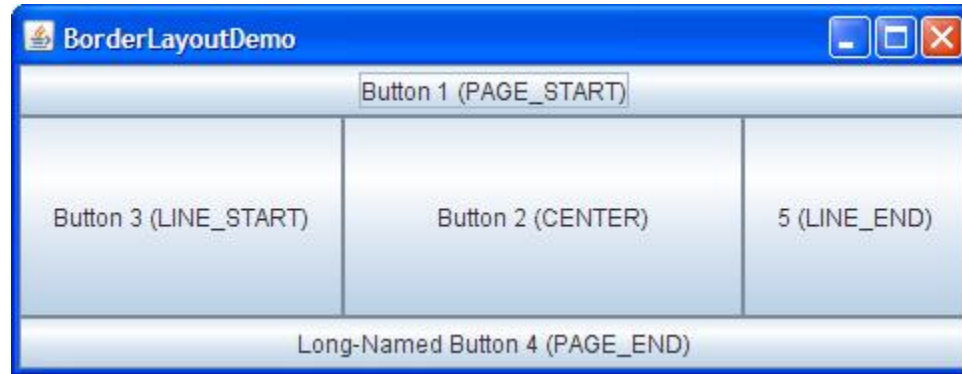 BorderLayoutDemo
Button 1 (PAGE_START)
Button 3 (LINE_START)
Button 2 (CENTER)
5 (LINE_END)
Long-Named Button 4 (PAGE_END)